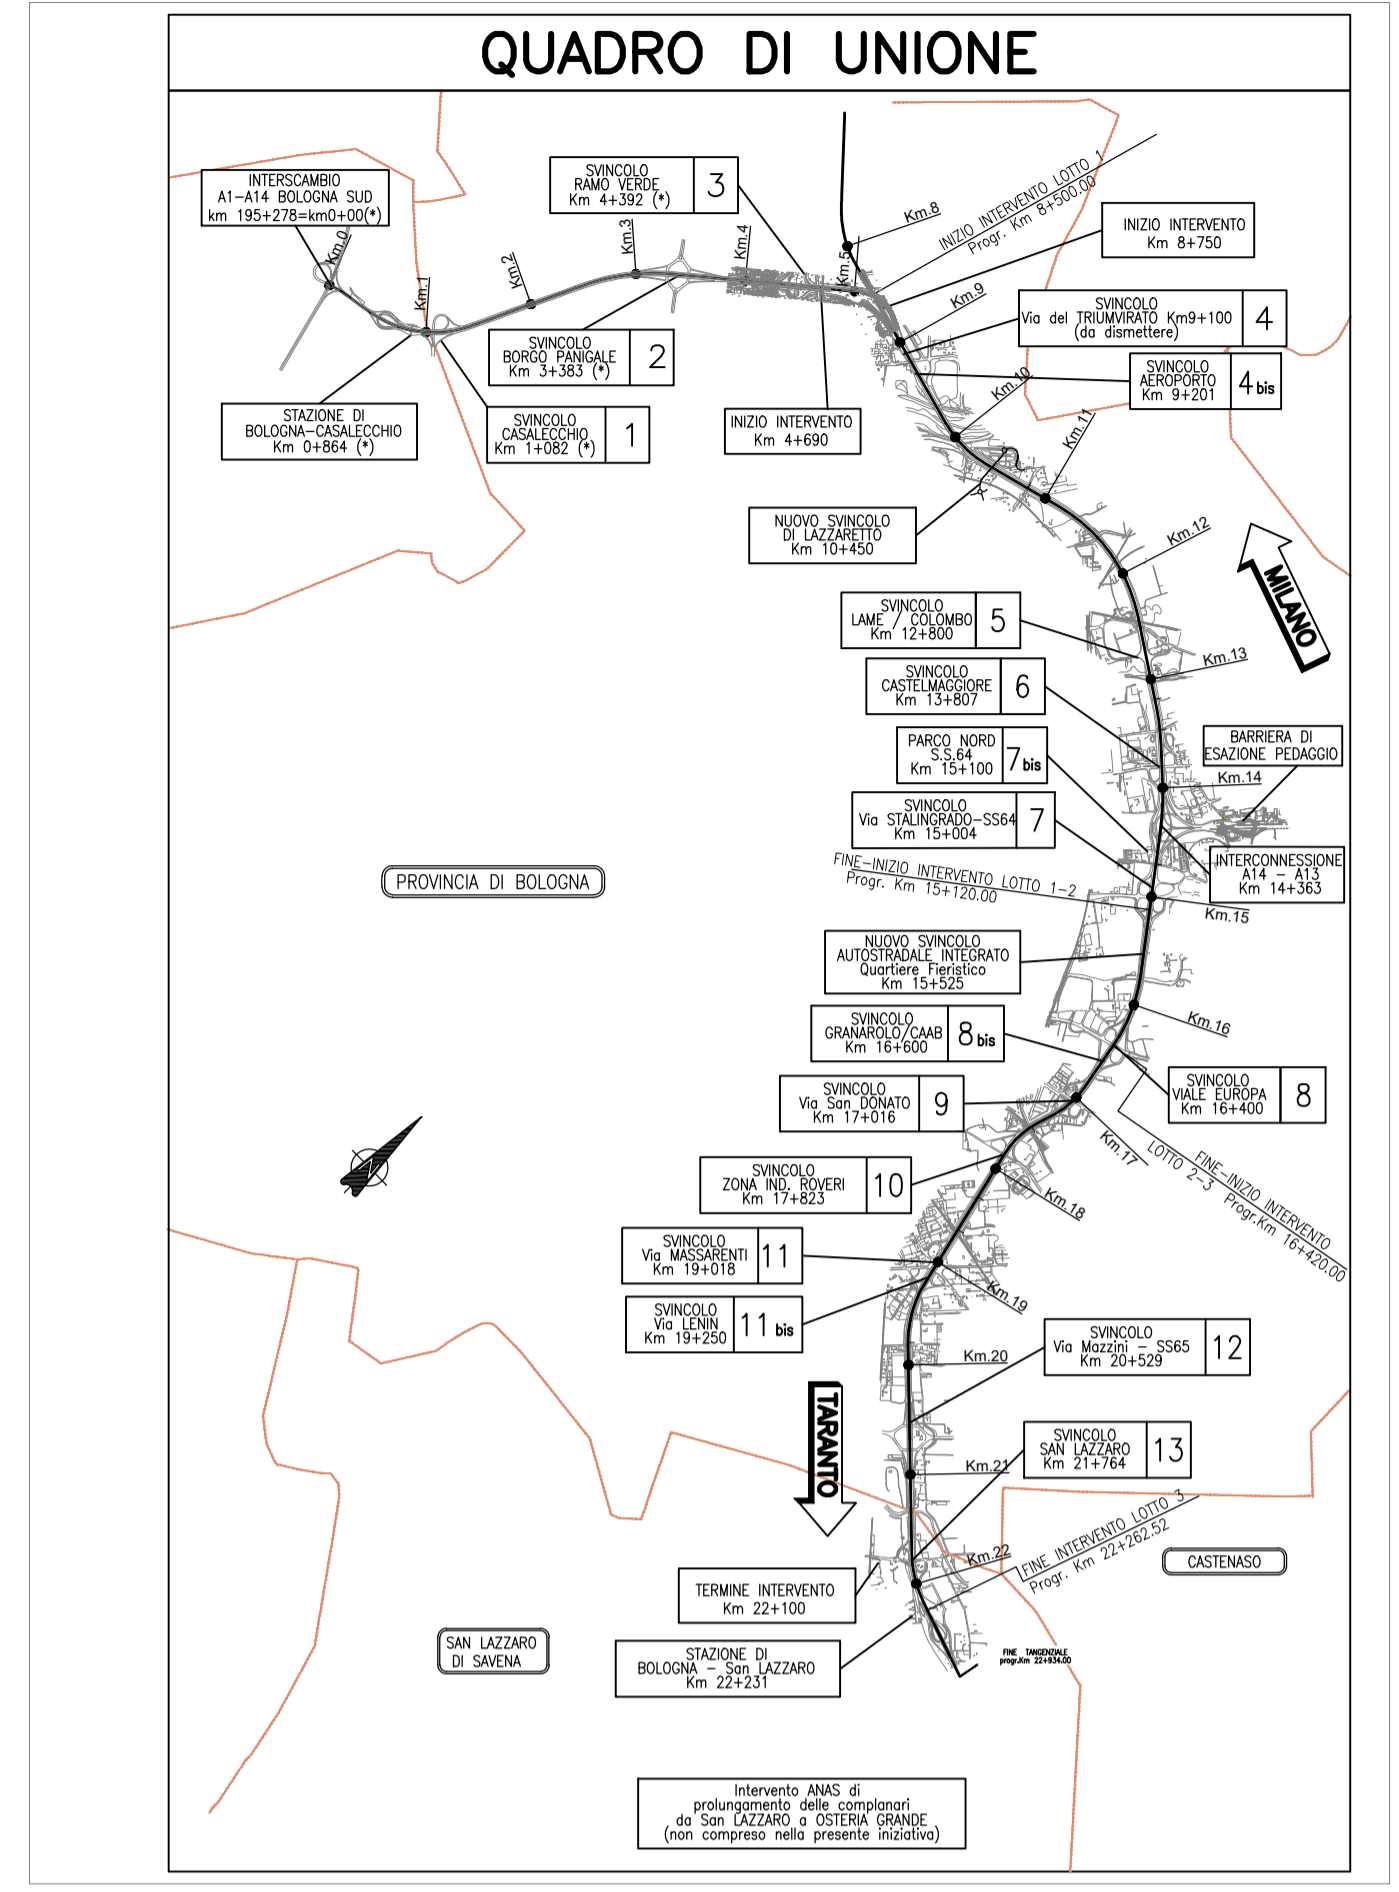 QUADRO DI UNIONE
INTERSCAMBIO
A1-A14 BOLOGNA SUD
km 195+278=km0+00(*)
SVINCOLO
RAMO VERDE
Km 4+392 (*)
3
INIZIO INTERVENTO LOTTO 1
Progr. Km 8+500.00
INIZIO INTERVENTO
Km 8+750
Km.0
Km.1
Km.2
Km.3
Km.4
Km.5
Km.8
Km.9
SVINCOLO
Via del TRIUMVIRATO Km9+100
(da dismettere)
4
SVINCOLO
BORGO PANIGALE
Km 3+383 (*)
2
SVINCOLO
AEROPORTO
Km 9+201
4 bis
STAZIONE DI
BOLOGNA-CASALECCHIO
Km 0+864 (*)
SVINCOLO
CASALECCHIO
Km 1+082 (*)
1
INIZIO INTERVENTO
Km 4+690
Km.10
Km.11
NUOVO SVINCOLO
DI LAZZARETTO
Km 10+450
Km.12
MILANO
SVINCOLO
LAME / COLOMBO
Km 12+800
5
Km.13
SVINCOLO
CASTELMAGGIORE
Km 13+807
6
PARCO NORD
S.S.64
Km 15+100
7 bis
BARRIERA DI
ESAZIONE PEDAGGIO
Km.14
SVINCOLO
Via STALINGRADO-SS64
Km 15+004
7
INTERCONNESSIONE
A14 - A13
Km 14+363
FINE-INIZIO INTERVENTO LOTTO 1-2
Progr. Km 15+120.00
Km.15
PROVINCIA DI BOLOGNA
NUOVO SVINCOLO
AUTOSTRADALE INTEGRATO
Quartiere Fieristico
Km 15+525
Km.16
SVINCOLO
GRANAROLO/CAAB
Km 16+600
8 bis
SVINCOLO
VIALE EUROPA
Km 16+400
8
SVINCOLO
Via San DONATO
Km 17+016
9
Km.17
FINE-INIZIO INTERVENTO
LOTTO 2-3 Progr.Km 16+420.00
SVINCOLO
ZONA IND. ROVERI
Km 17+823
10
Km.18
SVINCOLO
Via MASSARENTI
Km 19+018
11
Km.19
SVINCOLO
Via LENIN
Km 19+250
11 bis
Km.20
SVINCOLO
Via Mazzini - SS65
Km 20+529
12
TARANTO
SVINCOLO
SAN LAZZARO
Km 21+764
13
Km.21
FINE INTERVENTO LOTTO 3
Progr. Km 22+262.52
Km.22
CASTENASO
TERMINE INTERVENTO
Km 22+100
SAN LAZZARO
DI SAVENA
STAZIONE DI
BOLOGNA - San LAZZARO
Km 22+231
FINE TANGENZIALE
progr.Km 22+934.00
Intervento ANAS di
prolungamento delle complanari
da San LAZZARO a OSTERIA GRANDE
(non compreso nella presente iniziativa)